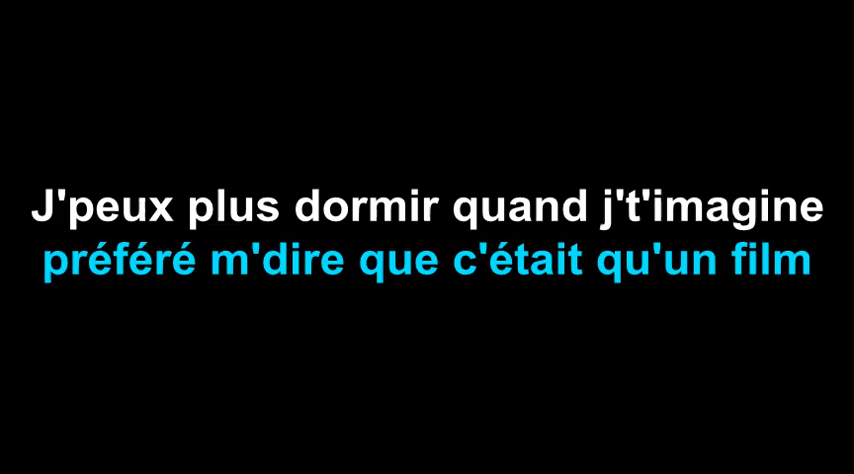 J'peux plus dormir quand j't'imagine
préféré m'dire que c'était qu'un film